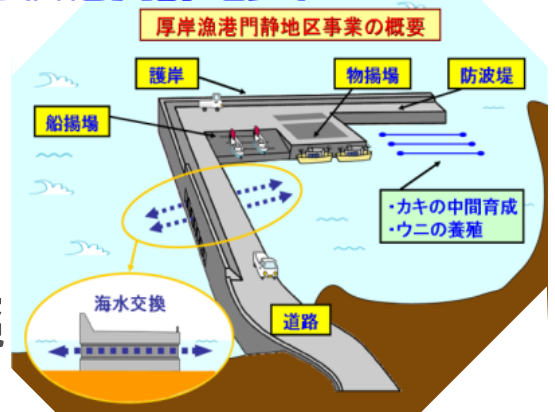 厚岸漁港門静地区事業の概要
護岸
物揚場
防波堤
船揚場
・カキの中間育成
・ウニの養殖
海水交換
道路